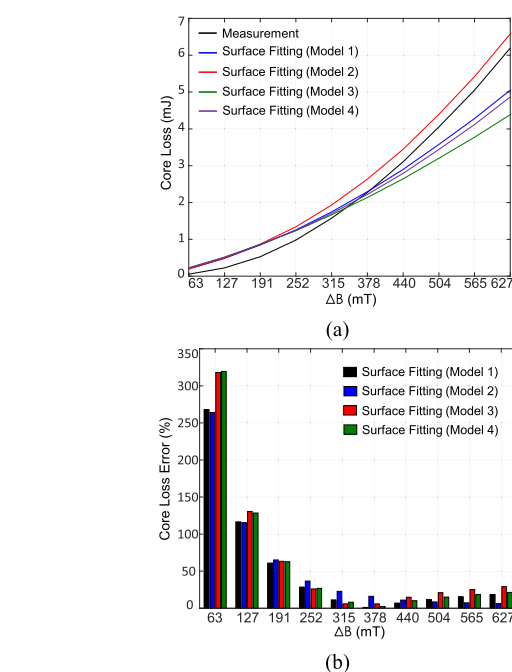 7
6
5
4
3
2
1
0
Core Loss (mJ)
Measurement
Surface Fitting (Model 1)
Surface Fitting (Model 2)
Surface Fitting (Model 3)
Surface Fitting (Model 4)
63 127 191 252 315 378 440 504 565 627
ΔB (mT)
(a)
350
300
250
200
150
100
50
0
Core Loss Error (%)
Surface Fitting (Model 1)
Surface Fitting (Model 2)
Surface Fitting (Model 3)
Surface Fitting (Model 4)
63 127 191 252 315 378 440 504 565 627
ΔB (mT)
(b)